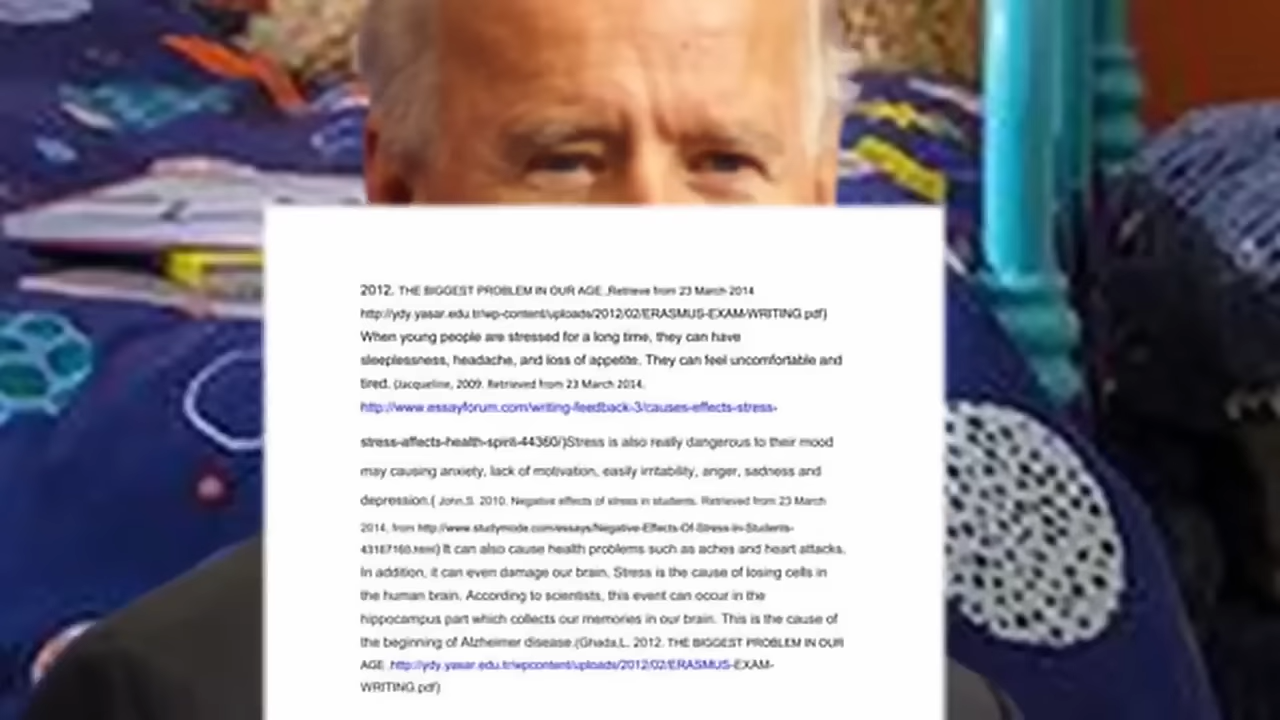 2012. THE BIGGEST PROBLEM IN OUR AGE ,Retrieve from 23 March 2014
http://ydy.yasar.edu.tr/wp-content/uploads/2012/02/ERASMUS-EXAM-WRITING.pdf)
When young people are stressed for a long time, they can have
sleeplessness, headache, and loss of appetite. They can feel uncomfortable and
tired. (Jacqueline, 2009. Retrieved from 23 March 2014.
http://www.essayforum.com/writing-feedback-3/causes-effects-stress-
stress-affects-health-spirit-44360/)Stress is also really dangerous to their mood
may causing anxiety, lack of motivation, easily irritability, anger, sadness and
depression.( John,S. 2010. Negative effects of stress in students. Retrieved from 23 March
2014, from http://www.studymode.com/essays/Negative-Effects-Of-Stress-In-Students-
43187160.html) It can also cause health problems such as aches and heart attacks.
In addition, it can even damage our brain. Stress is the cause of losing cells in
the human brain. According to scientists, this event can occur in the
hippocampus part which collects our memories in our brain. This is the cause of
the beginning of Alzheimer disease.(Ghada,L. 2012. THE BIGGEST PROBLEM IN OUR
AGE .http://ydy.yasar.edu.tr/wpcontent/uploads/2012/02/ERASMUS-EXAM-
WRITING.pdf)